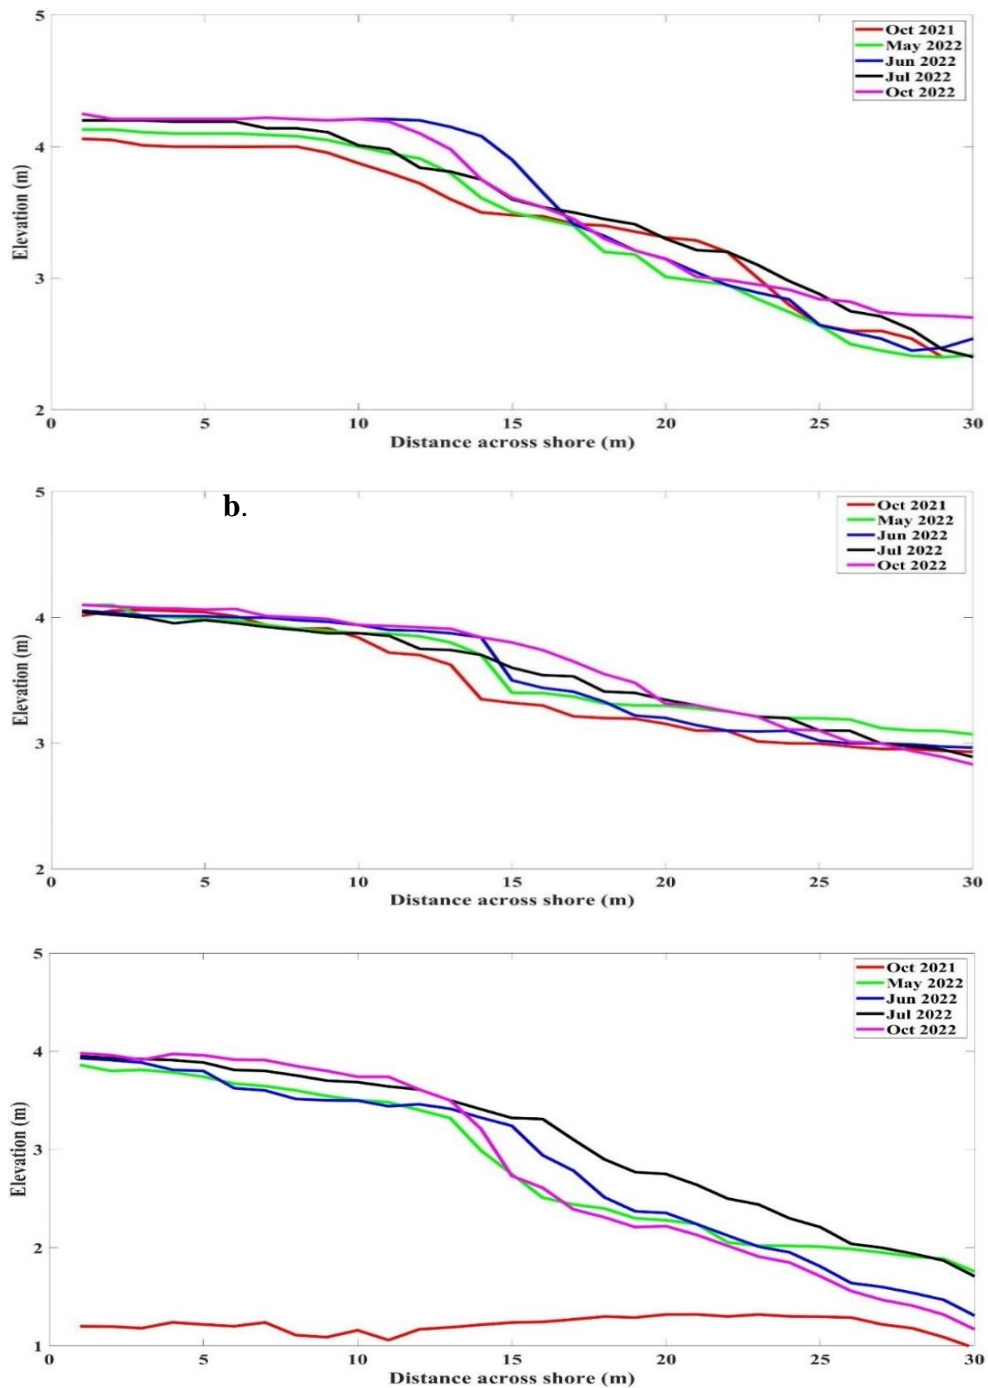 5
4
3
2
Elevation (m)
Oct 2021
May 2022
Jun 2022
Jul 2022
Oct 2022
0 5 10 15 20 25 30
Distance across shore (m)
b.
5
4
3
2
Elevation (m)
Oct 2021
May 2022
Jun 2022
Jul 2022
Oct 2022
0 5 10 15 20 25 30
Distance across shore (m)
5
4
3
2
1
Elevation (m)
Oct 2021
May 2022
Jun 2022
Jul 2022
Oct 2022
0 5 10 15 20 25 30
Distance across shore (m)